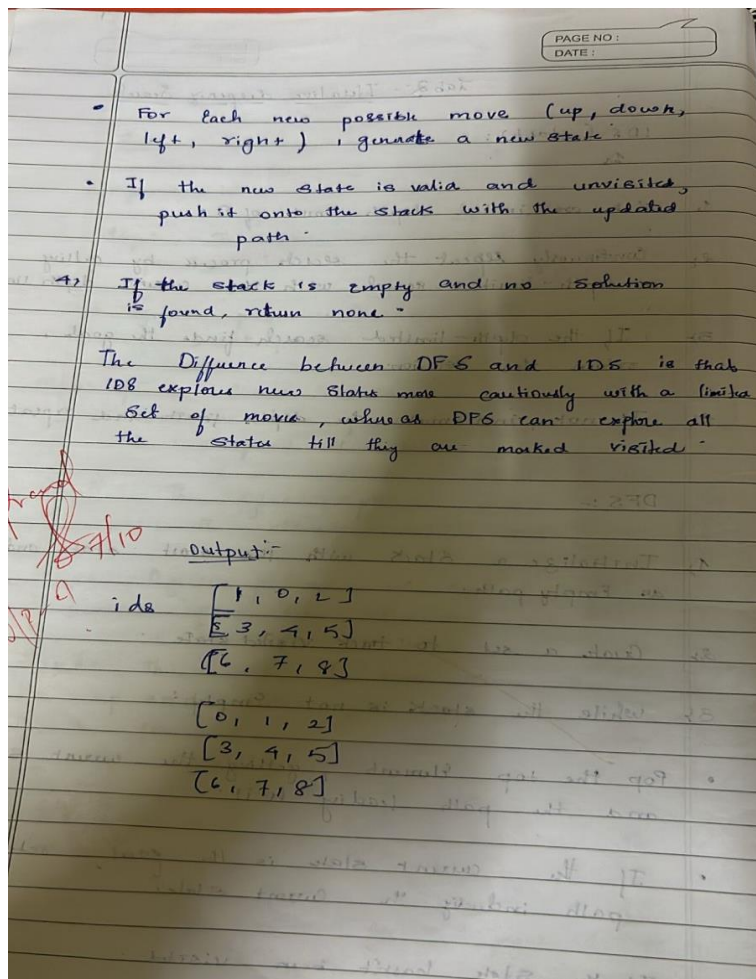 PAGE NO :
DATE :
• For Each new possible move (up, down,
left, right) , generate a new state.
• If the new state is valid and unvisited,
push it onto the stack with the updated
path.
4) If the stack is empty and no solution
is found, return none.
The Difference between DFS and IDS is that
IDS explores new states more cautiously with a limited
set of moves, whereas DFS can explore all
the states till they are marked visited.
7/10
Output:-
ids [1, 0, 2]
[3, 4, 5]
[6, 7, 8]
[0, 1, 2]
[3, 4, 5]
[6, 7, 8]